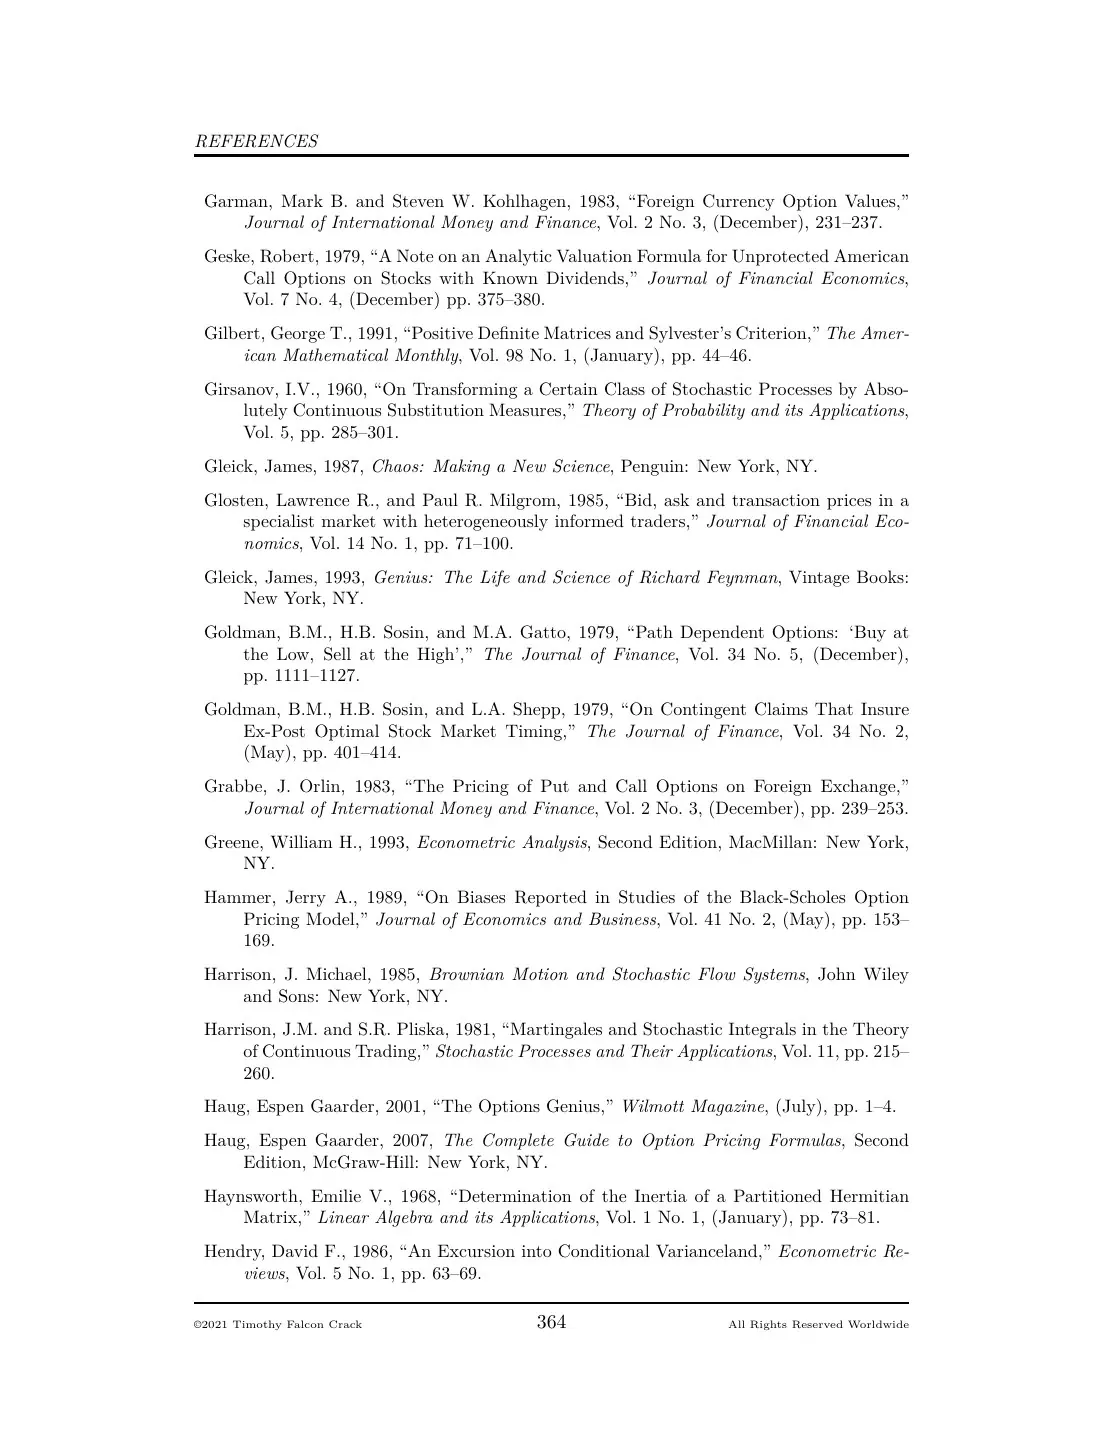 REFERENCES
Garman, Mark B. and Steven W. Kohlhagen, 1983, “Foreign Currency Option Values,”
Journal of International Money and Finance, Vol. 2 No. 3, (December), 231–237.
Geske, Robert, 1979, “A Note on an Analytic Valuation Formula for Unprotected American
Call Options on Stocks with Known Dividends,” Journal of Financial Economics,
Vol. 7 No. 4, (December) pp. 375–380.
Gilbert, George T., 1991, “Positive Definite Matrices and Sylvester’s Criterion,” The Amer-
ican Mathematical Monthly, Vol. 98 No. 1, (January), pp. 44–46.
Girsanov, I.V., 1960, “On Transforming a Certain Class of Stochastic Processes by Abso-
lutely Continuous Substitution Measures,” Theory of Probability and its Applications,
Vol. 5, pp. 285–301.
Gleick, James, 1987, Chaos: Making a New Science, Penguin: New York, NY.
Glosten, Lawrence R., and Paul R. Milgrom, 1985, “Bid, ask and transaction prices in a
specialist market with heterogeneously informed traders,” Journal of Financial Eco-
nomics, Vol. 14 No. 1, pp. 71–100.
Gleick, James, 1993, Genius: The Life and Science of Richard Feynman, Vintage Books:
New York, NY.
Goldman, B.M., H.B. Sosin, and M.A. Gatto, 1979, “Path Dependent Options: ‘Buy at
the Low, Sell at the High’,” The Journal of Finance, Vol. 34 No. 5, (December),
pp. 1111–1127.
Goldman, B.M., H.B. Sosin, and L.A. Shepp, 1979, “On Contingent Claims That Insure
Ex-Post Optimal Stock Market Timing,” The Journal of Finance, Vol. 34 No. 2,
(May), pp. 401–414.
Grabbe, J. Orlin, 1983, “The Pricing of Put and Call Options on Foreign Exchange,”
Journal of International Money and Finance, Vol. 2 No. 3, (December), pp. 239–253.
Greene, William H., 1993, Econometric Analysis, Second Edition, MacMillan: New York,
NY.
Hammer, Jerry A., 1989, “On Biases Reported in Studies of the Black-Scholes Option
Pricing Model,” Journal of Economics and Business, Vol. 41 No. 2, (May), pp. 153–
169.
Harrison, J. Michael, 1985, Brownian Motion and Stochastic Flow Systems, John Wiley
and Sons: New York, NY.
Harrison, J.M. and S.R. Pliska, 1981, “Martingales and Stochastic Integrals in the Theory
of Continuous Trading,” Stochastic Processes and Their Applications, Vol. 11, pp. 215–
260.
Haug, Espen Gaarder, 2001, “The Options Genius,” Wilmott Magazine, (July), pp. 1–4.
Haug, Espen Gaarder, 2007, The Complete Guide to Option Pricing Formulas, Second
Edition, McGraw-Hill: New York, NY.
Haynsworth, Emilie V., 1968, “Determination of the Inertia of a Partitioned Hermitian
Matrix,” Linear Algebra and its Applications, Vol. 1 No. 1, (January), pp. 73–81.
Hendry, David F., 1986, “An Excursion into Conditional Varianceland,” Econometric Re-
views, Vol. 5 No. 1, pp. 63–69.
©2021 Timothy Falcon Crack 364 All Rights Reserved Worldwide